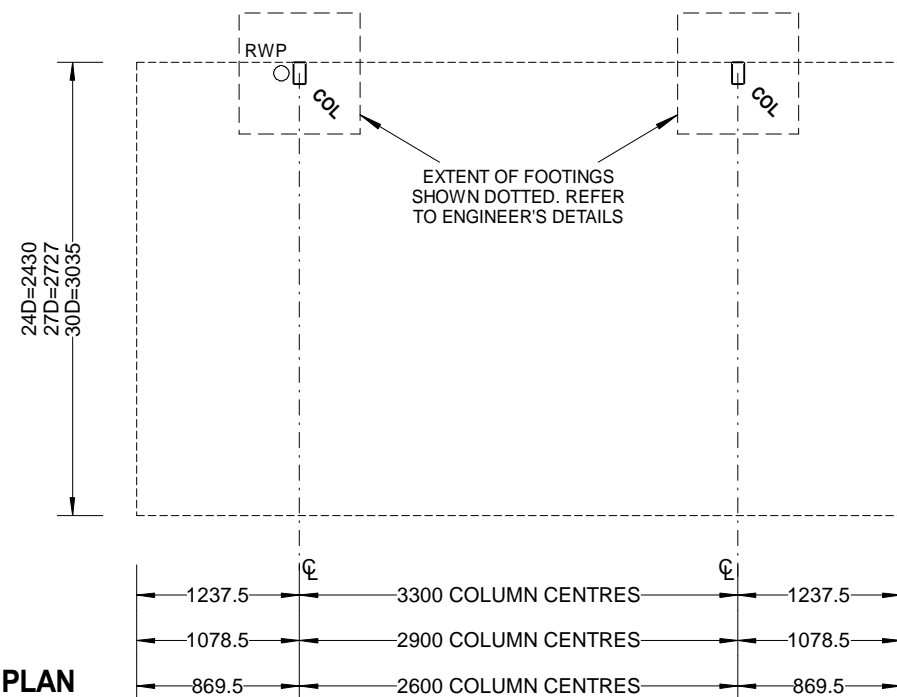 RWP
COL
COL
EXTENT OF FOOTINGS
SHOWN DOTTED. REFER
TO ENGINEER'S DETAILS
24D=2430
27D=2727
30D=3035
℄ ℄
1237.5 3300 COLUMN CENTRES 1237.5
1078.5 2900 COLUMN CENTRES 1078.5
PLAN 869.5 2600 COLUMN CENTRES 869.5